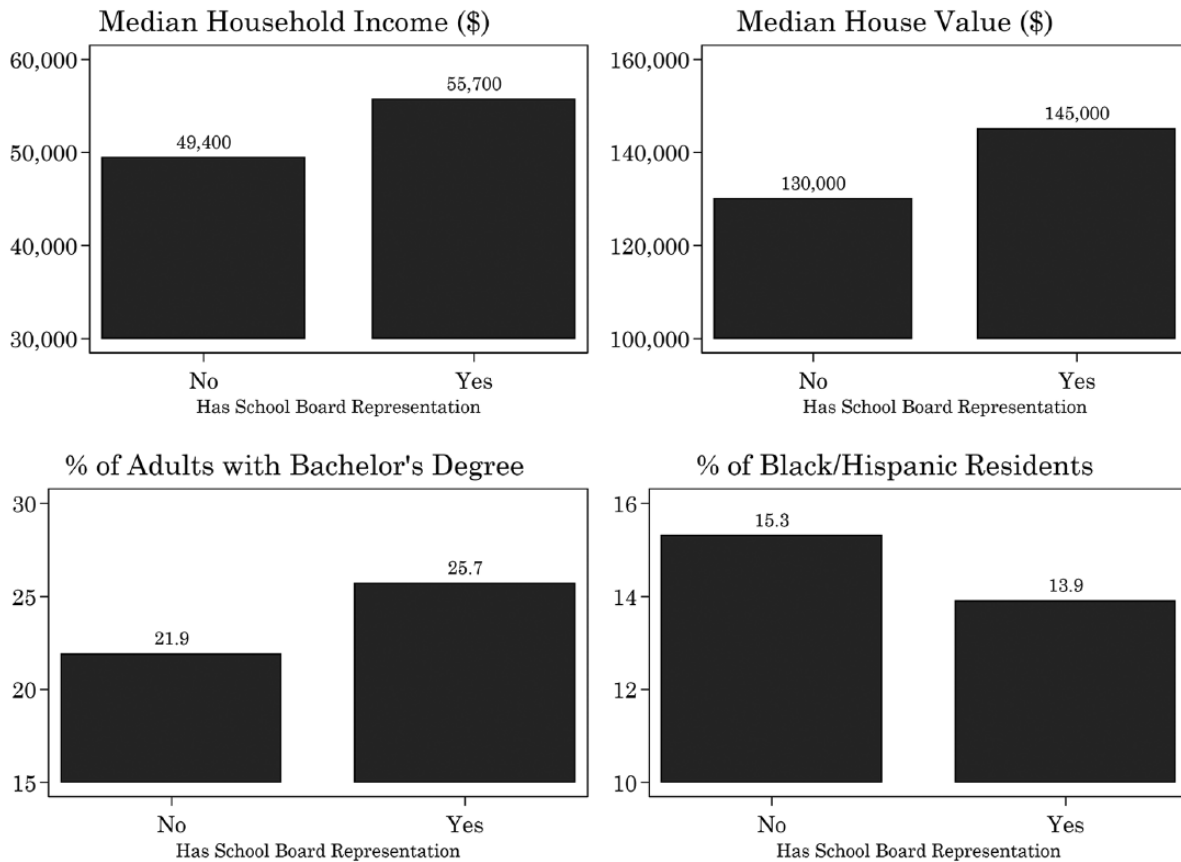 Median Household Income ($)
60,000
50,000
40,000
30,000
49,400
55,700
No
Yes
Has School Board Representation
Median House Value ($)
160,000
140,000
120,000
100,000
130,000
145,000
No
Yes
Has School Board Representation
% of Adults with Bachelor's Degree
30
25
20
15
21.9
25.7
No
Yes
Has School Board Representation
% of Black/Hispanic Residents
16
14
12
10
15.3
13.9
No
Yes
Has School Board Representation